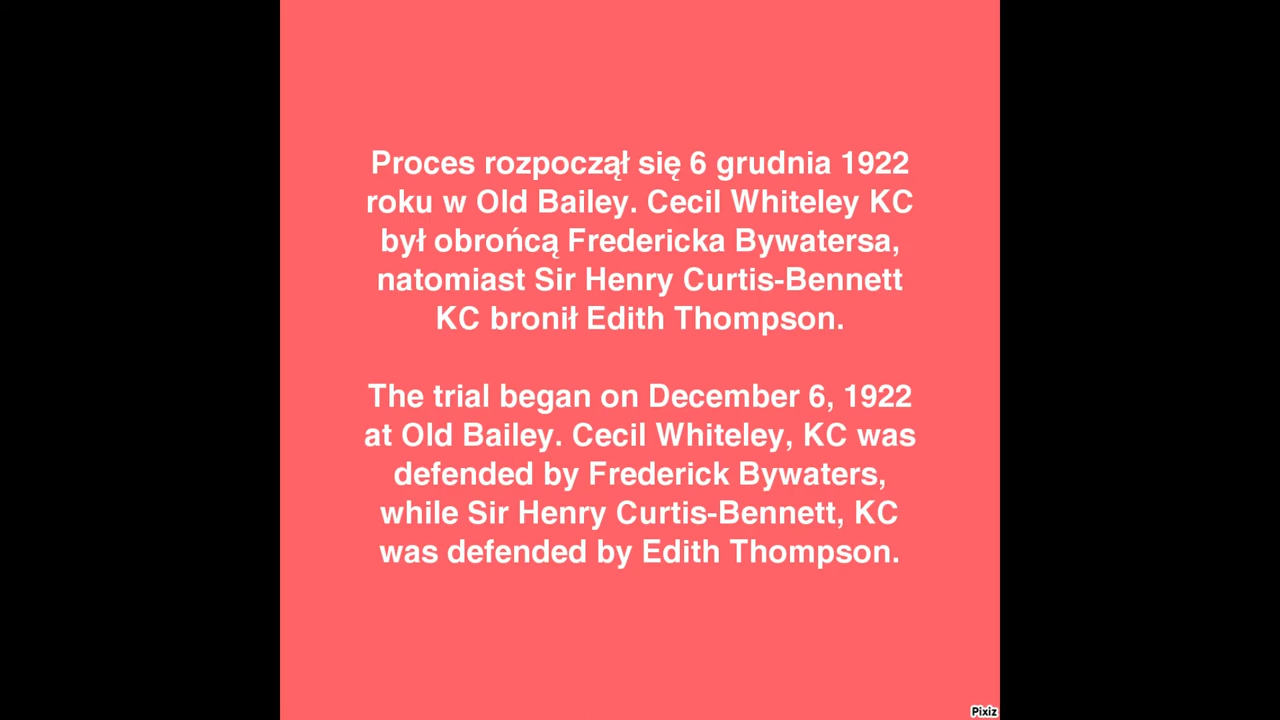 Proces rozpoczął się 6 grudnia 1922
roku w Old Bailey. Cecil Whiteley KC
był obrońcą Fredericka Bywatersa,
natomiast Sir Henry Curtis-Bennett
KC bronił Edith Thompson.
The trial began on December 6, 1922
at Old Bailey. Cecil Whiteley, KC was
defended by Frederick Bywaters,
while Sir Henry Curtis-Bennett, KC
was defended by Edith Thompson.
Pixiz